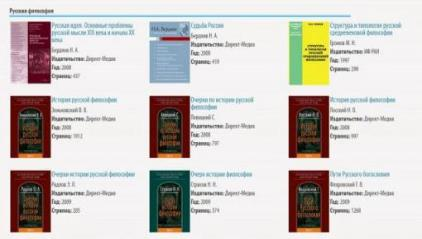 Русская философия
Русская идея. Основные проблемы
русской мысли XIX века и начала XX
века
Бердяев Н. А.
Издательство: Директ-Медиа
Год: 2008
Страниц: 437
Судьба России
Бердяев Н. А.
Издательство: Директ-Медиа
Год: 2008
Страниц: 459
Структура и типология русской
средневековой философии
Громов М. Н.
Издательство: ИФ РАН
Год: 1997
Страниц: 290
История русской философии
Зеньковский В. В.
Издательство: Директ-Медиа
Год: 2008
Страниц: 1012
Очерки по истории русской
философии
Левицкий С.
Издательство: Директ-Медиа
Год: 2008
Страниц: 797
История русской философии
Лосский Н. О.
Издательство: Директ-Медиа
Год: 2008
Страниц: 997
Очерки истории русской философии
Радлов Э. Л.
Издательство: Директ-Медиа
Год: 2009
Страниц: 205
Очерк истории русской философии
Страхов Н. Н.
Издательство: Директ-Медиа
Год: 2009
Страниц: 374
Пути Русского богословия
Флоровский Г. В.
Издательство: Директ-Медиа
Год: 2009
Страниц: 1268